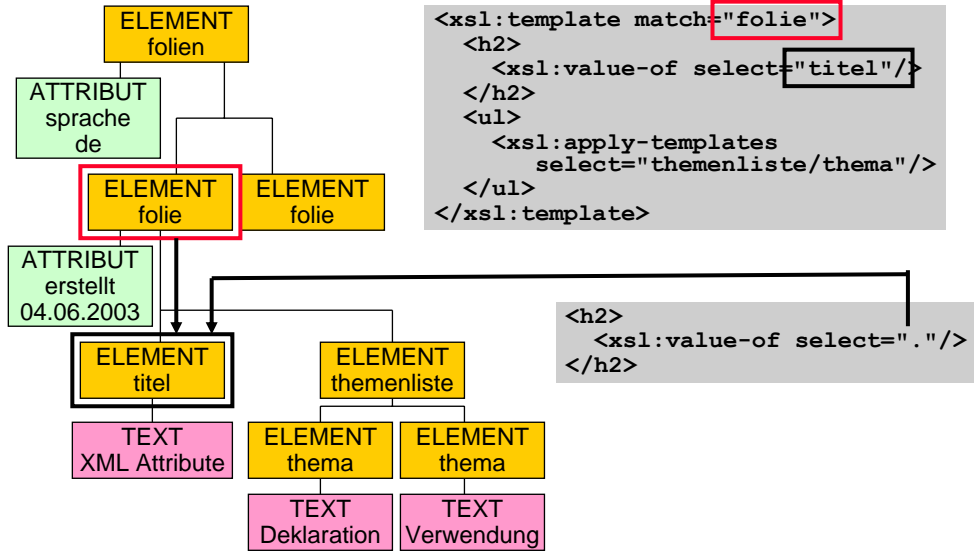 ELEMENT
folien
ATTRIBUT
sprache
de
ELEMENT
folie
ELEMENT
folie
ATTRIBUT
erstellt
04.06.2003
ELEMENT
titel
ELEMENT
themenliste
TEXT
XML Attribute
ELEMENT
thema
ELEMENT
thema
TEXT
Deklaration
TEXT
Verwendung
<xsl:template match="folie">
  <h2>
    <xsl:value-of select="titel"/>
  </h2>
  <ul>
    <xsl:apply-templates
       select="themenliste/thema"/>
  </ul>
</xsl:template>
<h2>
  <xsl:value-of select="."/>
</h2>